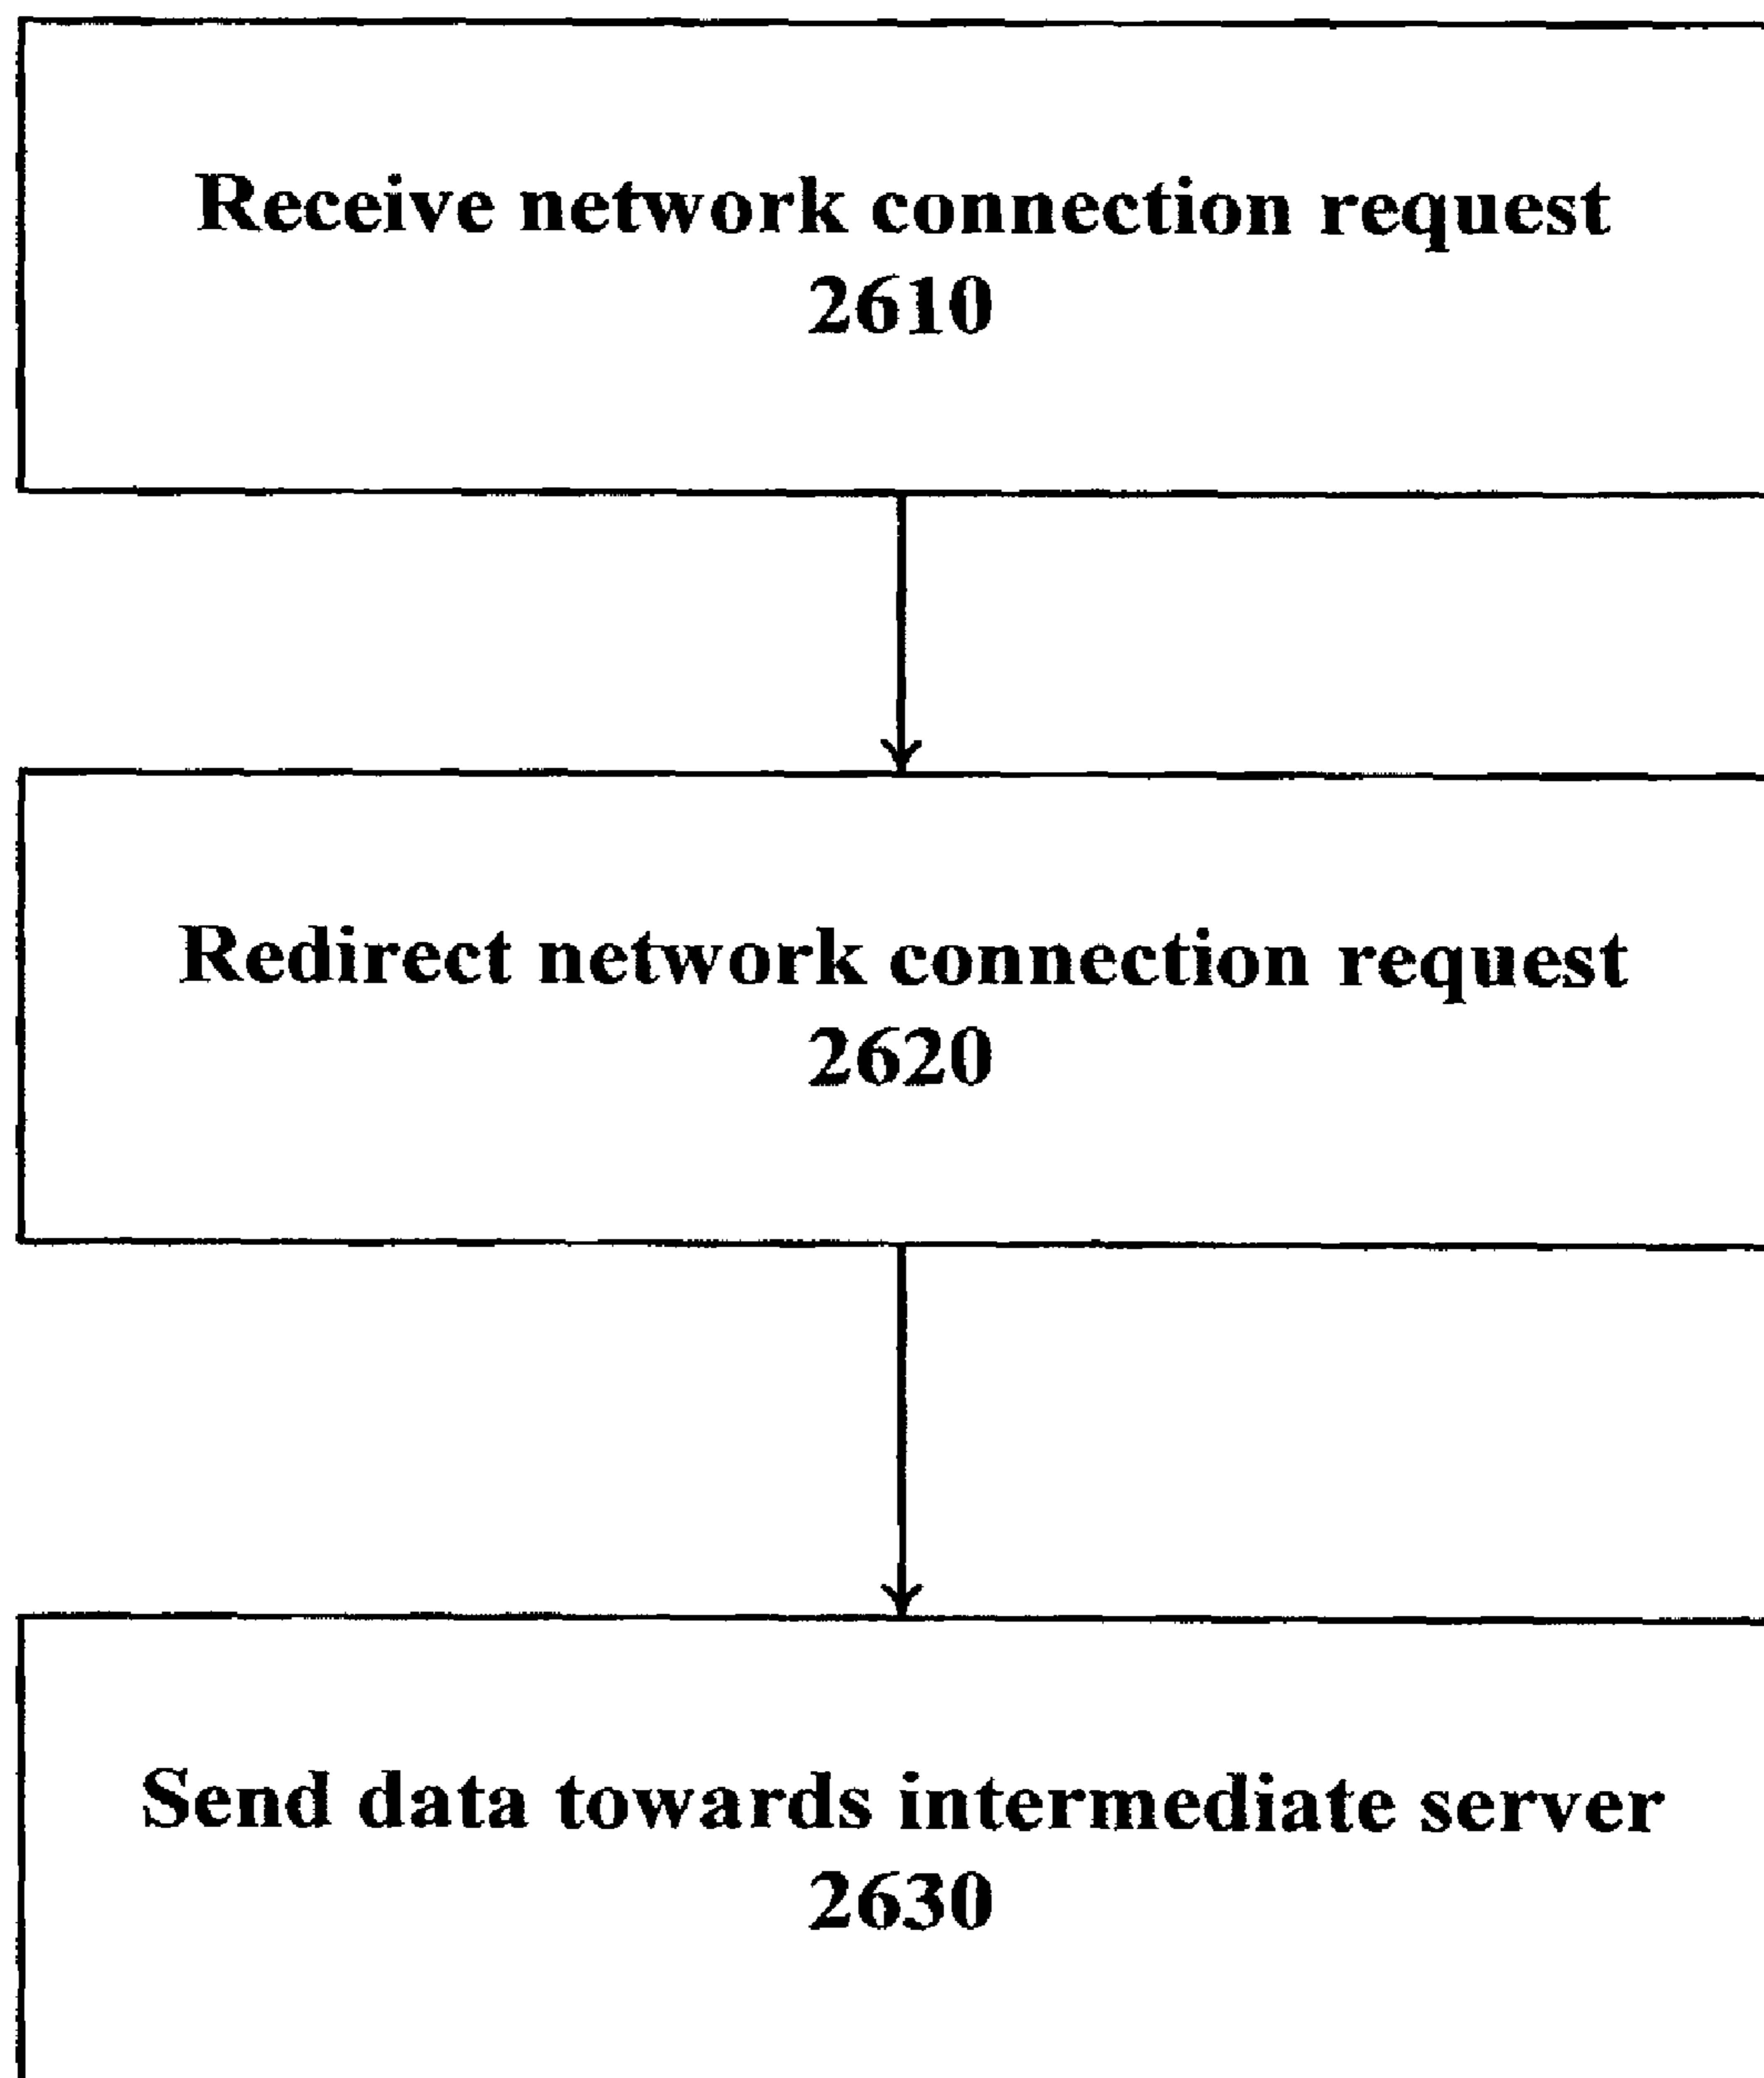 Receive network connection request
2610
Redirect network connection request
2620
Send data towards intermediate server
2630